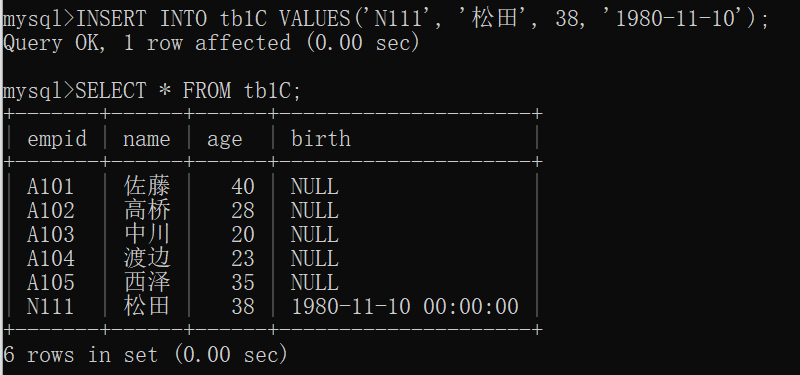 mysql>INSERT INTO tb1C VALUES('N111', '松田', 38, '1980-11-10');
Query OK, 1 row affected (0.00 sec)
mysql>SELECT * FROM tb1C;
+-------+------+------+---------------------+
| empid | name | age | birth |
+-------+------+------+---------------------+
| A101 | 佐藤 | 40 | NULL |
| A102 | 高桥 | 28 | NULL |
| A103 | 中川 | 20 | NULL |
| A104 | 渡边 | 23 | NULL |
| A105 | 西泽 | 35 | NULL |
| N111 | 松田 | 38 | 1980-11-10 00:00:00 |
+-------+------+------+---------------------+
6 rows in set (0.00 sec)